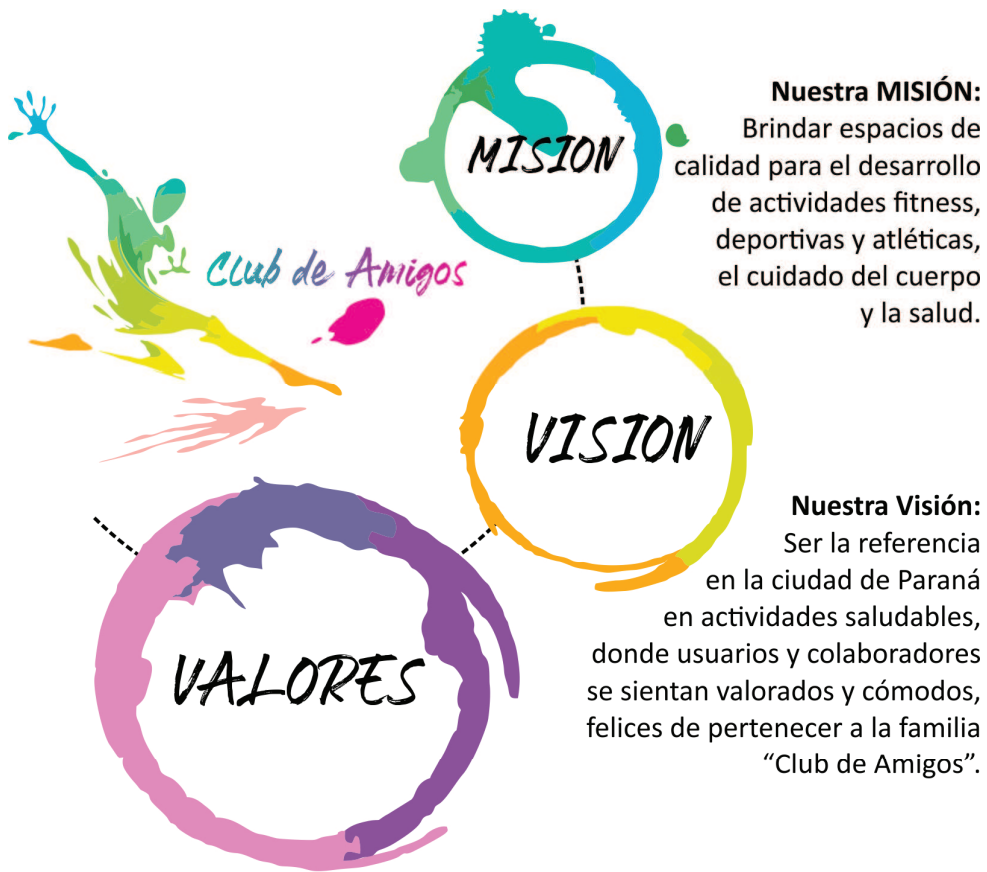 MISION
Nuestra MISIÓN:
Brindar espacios de
calidad para el desarrollo
de actividades fitness,
deportivas y atléticas,
el cuidado del cuerpo
y la salud.
Club de Amigos
VISION
Nuestra Visión:
Ser la referencia
en la ciudad de Paraná
en actividades saludables,
donde usuarios y colaboradores
se sientan valorados y cómodos,
felices de pertenecer a la familia
“Club de Amigos”.
VALORES